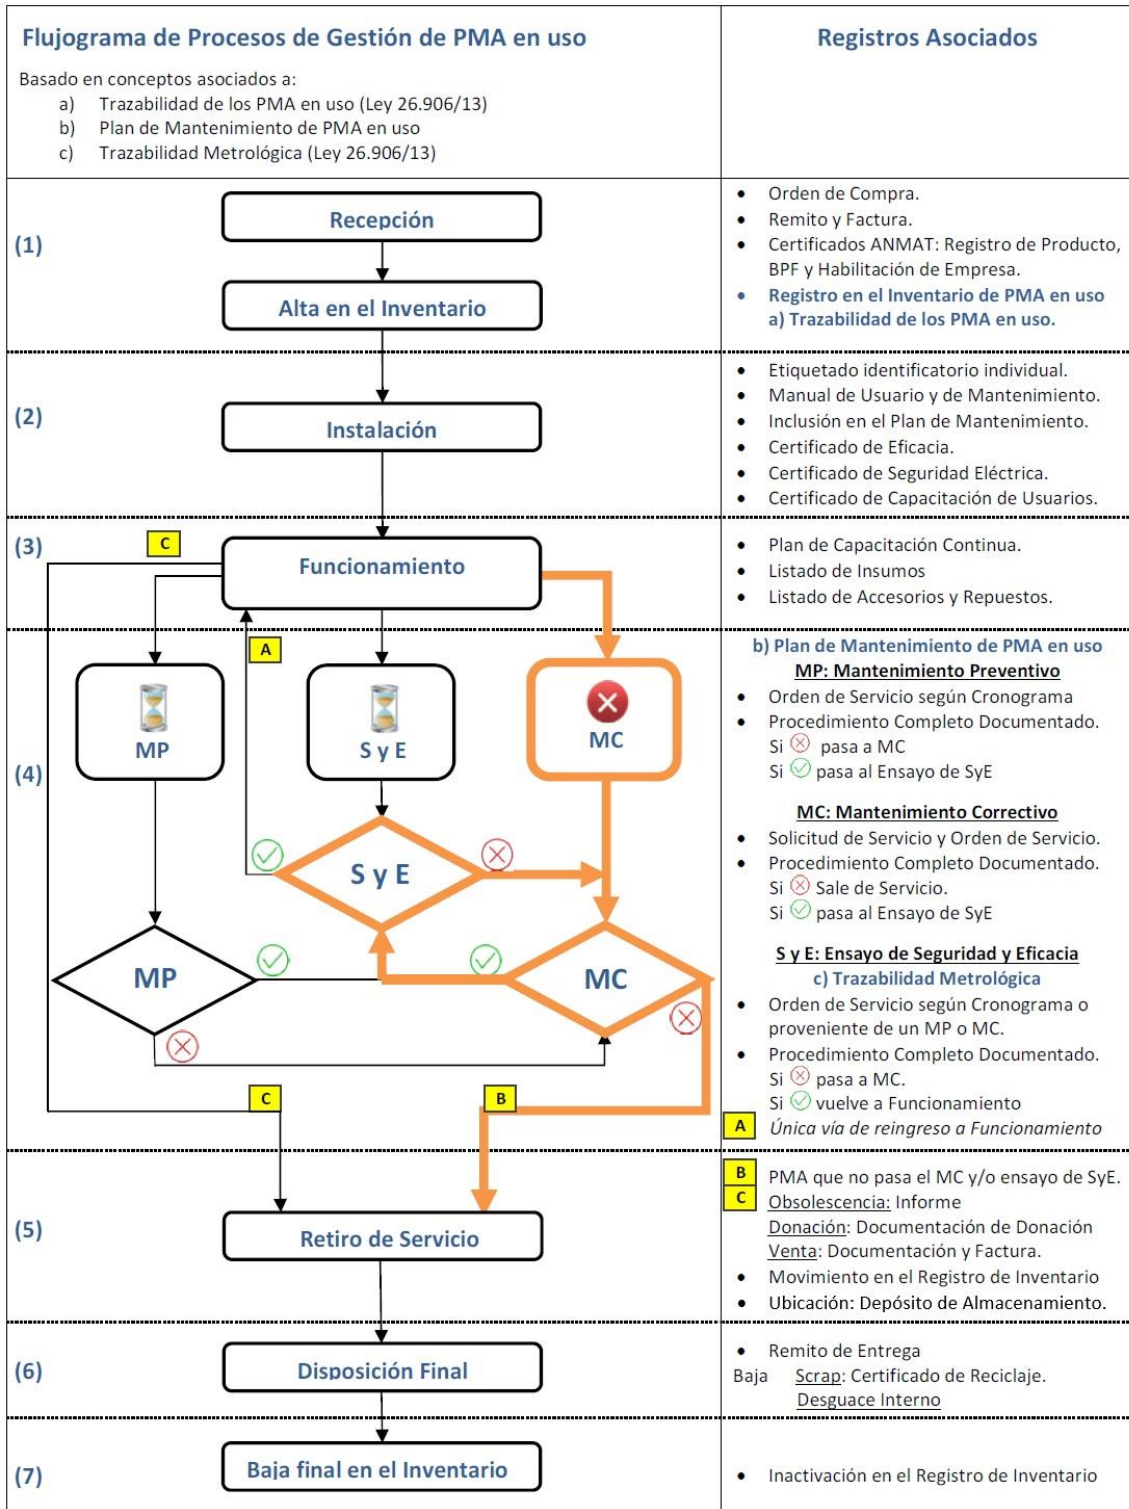 Flujograma de Procesos de Gestión de PMA en uso
Basado en conceptos asociados a:
a) Trazabilidad de los PMA en uso (Ley 26.906/13)
b) Plan de Mantenimiento de PMA en uso
c) Trazabilidad Metrológica (Ley 26.906/13)
Registros Asociados
(1)
Recepción
Alta en el Inventario
• Orden de Compra.
• Remito y Factura.
• Certificados ANMAT: Registro de Producto,
BPF y Habilitación de Empresa.
• Registro en el Inventario de PMA en uso
a) Trazabilidad de los PMA en uso.
(2)
Instalación
• Etiquetado identificatorio individual.
• Manual de Usuario y de Mantenimiento.
• Inclusión en el Plan de Mantenimiento.
• Certificado de Eficacia.
• Certificado de Seguridad Eléctrica.
• Certificado de Capacitación de Usuarios.
(3)
C
Funcionamiento
• Plan de Capacitación Continua.
• Listado de Insumos
• Listado de Accesorios y Repuestos.
(4)
A
MP
S y E
MC
S y E
MP
MC
C
B
b) Plan de Mantenimiento de PMA en uso
MP: Mantenimiento Preventivo
• Orden de Servicio según Cronograma
• Procedimiento Completo Documentado.
Si pasa a MC
Si pasa al Ensayo de SyE
MC: Mantenimiento Correctivo
• Solicitud de Servicio y Orden de Servicio.
• Procedimiento Completo Documentado.
Si Sale de Servicio.
Si pasa al Ensayo de SyE
S y E: Ensayo de Seguridad y Eficacia
c) Trazabilidad Metrológica
• Orden de Servicio según Cronograma o
proveniente de un MP o MC.
• Procedimiento Completo Documentado.
Si pasa a MC.
Si vuelve a Funcionamiento
A Única vía de reingreso a Funcionamiento
(5)
Retiro de Servicio
B PMA que no pasa el MC y/o ensayo de SyE.
C Obsolescencia: Informe
Donación: Documentación de Donación
Venta: Documentación y Factura.
• Movimiento en el Registro de Inventario
• Ubicación: Depósito de Almacenamiento.
(6)
Disposición Final
• Remito de Entrega
Baja Scrap: Certificado de Reciclaje.
Desguace Interno
(7)
Baja final en el Inventario
• Inactivación en el Registro de Inventario